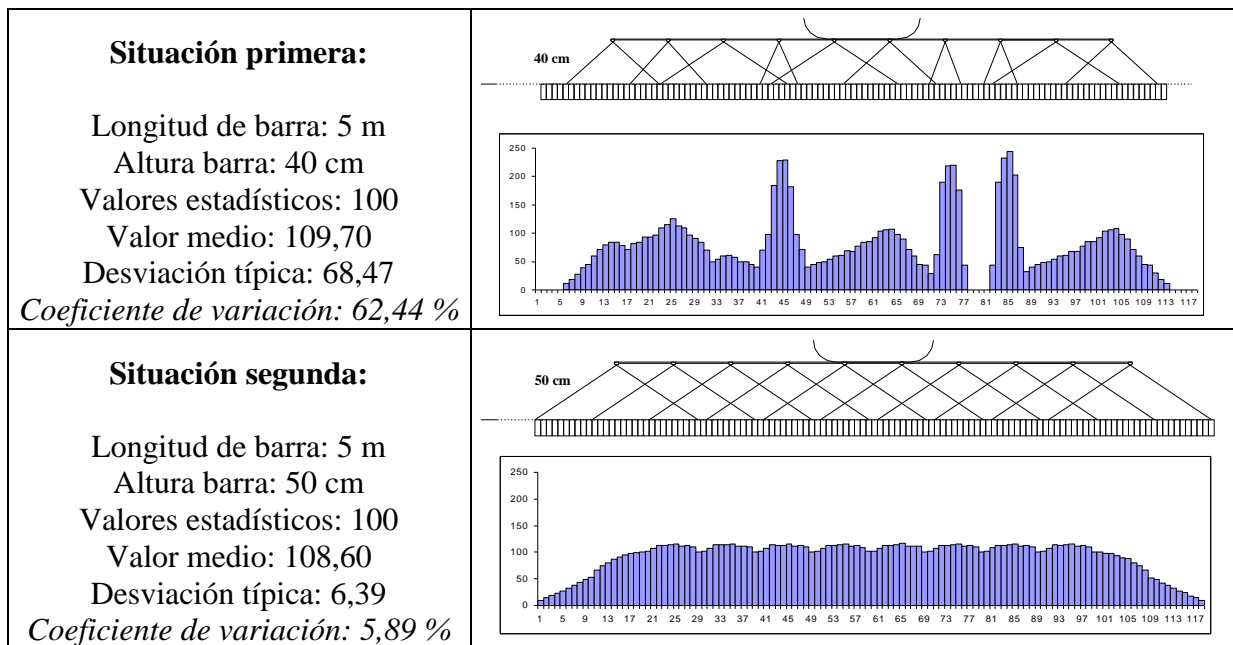 Situación primera:
Longitud de barra: 5 m
Altura barra: 40 cm
Valores estadísticos: 100
Valor medio: 109,70
Desviación típica: 68,47
Coeficiente de variación: 62,44 %
40 cm
250
200
150
100
50
0
1 5 9 13 17 21 25 29 33 37 41 45 49 53 57 61 65 69 73 77 81 85 89 93 97 101 105 109 113 117
Situación segunda:
Longitud de barra: 5 m
Altura barra: 50 cm
Valores estadísticos: 100
Valor medio: 108,60
Desviación típica: 6,39
Coeficiente de variación: 5,89 %
50 cm
250
200
150
100
50
0
1 5 9 13 17 21 25 29 33 37 41 45 49 53 57 61 65 69 73 77 81 85 89 93 97 101 105 109 113 117